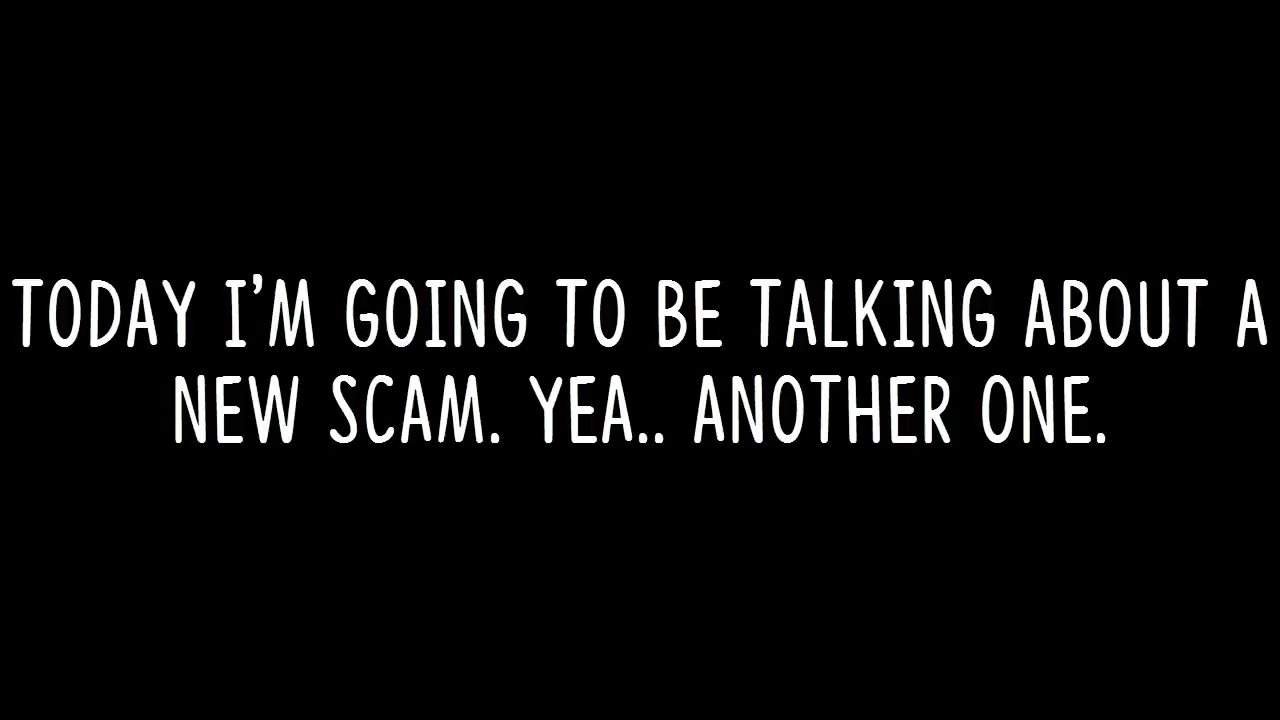 TODAY I'M GOING TO BE TALKING ABOUT A
NEW SCAM. YEA.. ANOTHER ONE.